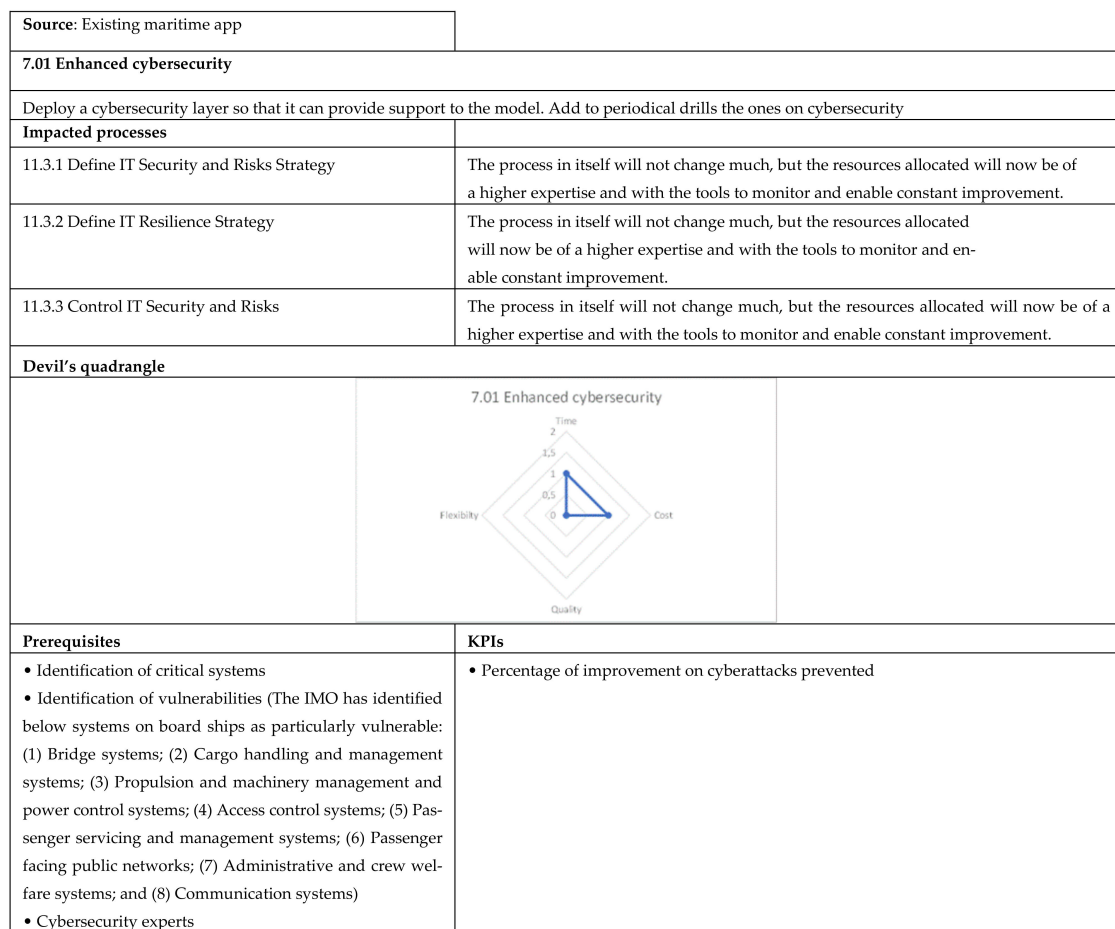 Source: Existing maritime app
7.01 Enhanced cybersecurity
Deploy a cybersecurity layer so that it can provide support to the model. Add to periodical drills the ones on cybersecurity
Impacted processes
11.3.1 Define IT Security and Risks Strategy
The process in itself will not change much, but the resources allocated will now be of
a higher expertise and with the tools to monitor and enable constant improvement.
11.3.2 Define IT Resilience Strategy
The process in itself will not change much, but the resources allocated
will now be of a higher expertise and with the tools to monitor and en-
able constant improvement.
11.3.3 Control IT Security and Risks
The process in itself will not change much, but the resources allocated will now be of a
higher expertise and with the tools to monitor and enable constant improvement.
Devil's quadrangle
7.01 Enhanced cybersecurity
Time
2
1,5
1
0,5
0
Flexibilty
Cost
Quality
Prerequisites
• Identification of critical systems
• Identification of vulnerabilities (The IMO has identified
below systems on board ships as particularly vulnerable:
(1) Bridge systems; (2) Cargo handling and management
systems; (3) Propulsion and machinery management and
power control systems; (4) Access control systems; (5) Pas-
senger servicing and management systems; (6) Passenger
facing public networks; (7) Administrative and crew wel-
fare systems; and (8) Communication systems)
• Cybersecurity experts
KPIs
• Percentage of improvement on cyberattacks prevented